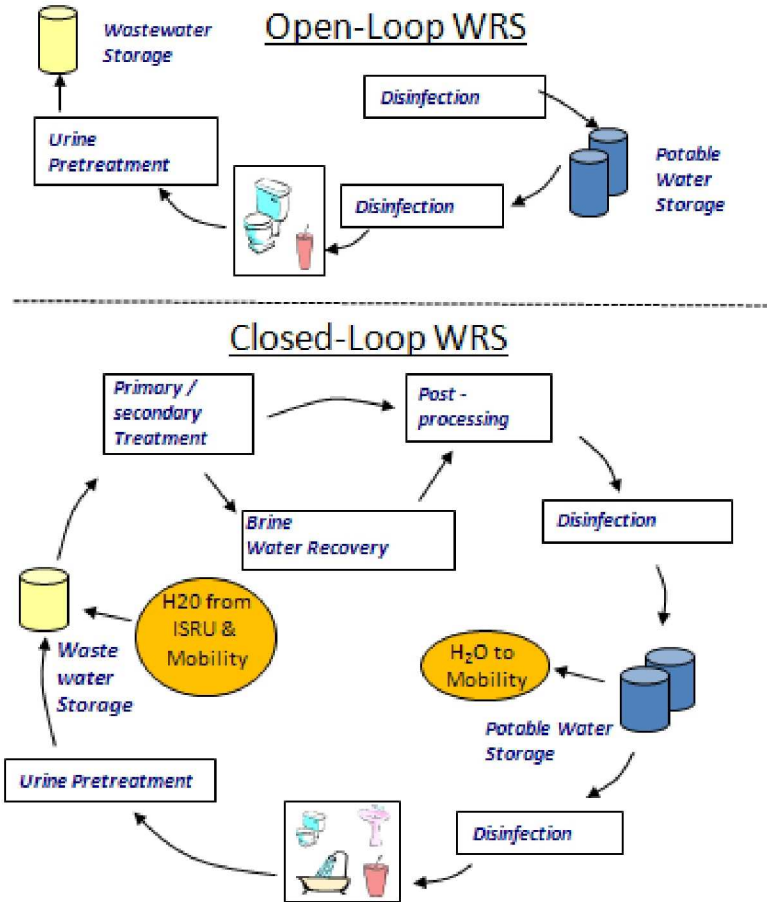 Open-Loop WRS
Wastewater
Storage
Disinfection
Urine
Pretreatment
Potable
Water
Storage
Disinfection
Closed-Loop WRS
Primary /
secondary
Treatment
Post -
processing
Brine
Water Recovery
Disinfection
H20 from
ISRU &
Mobility
Waste
water
Storage
H₂O to
Mobility
Potable Water
Storage
Urine Pretreatment
Disinfection